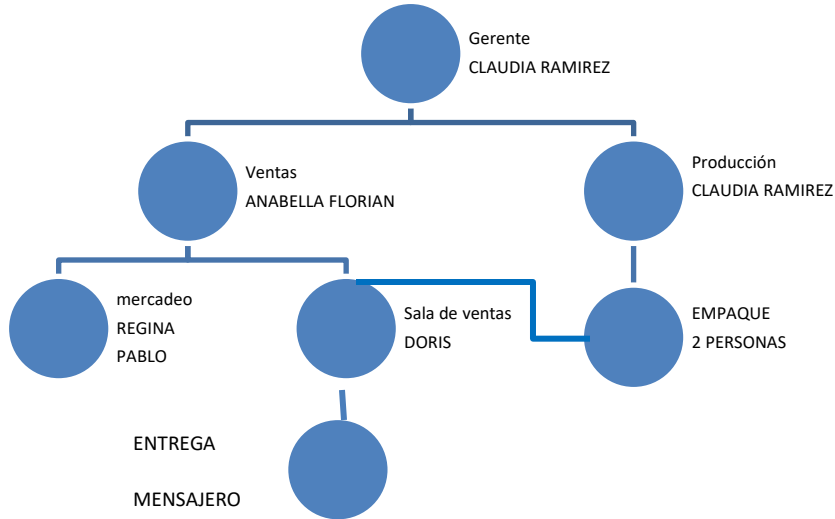 Gerente
CLAUDIA RAMIREZ
Ventas
ANABELLA FLORIAN
Producción
CLAUDIA RAMIREZ
mercadeo
REGINA
PABLO
Sala de ventas
DORIS
EMPAQUE
2 PERSONAS
ENTREGA
MENSAJERO